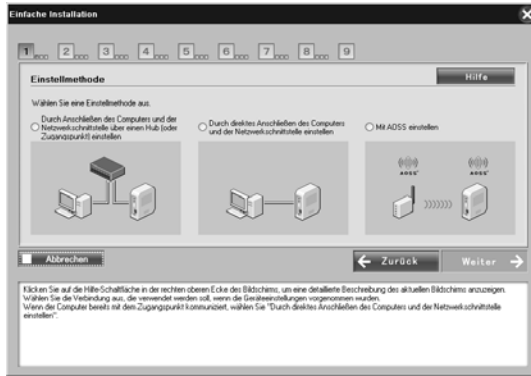 Einfache Installation
1 2 3 4 5 6 7 8 9
Einstellmethode
Hilfe
Wählen Sie eine Einstellmethode aus.
Durch Anschließen des Computers und der
Netzwerkschnittstelle über einen Hub (oder
Zugangspunkt) einstellen
Durch direktes Anschließen des Computers
und der Netzwerkschnittstelle einstellen
Mit AOSS einstellen
AOSS AOSS
Abbrechen
Zurück
Weiter
Klicken Sie auf die Hilfe-Schaltfläche in der rechten oberen Ecke des Bildschirms, um eine detaillierte Beschreibung des aktuellen Bildschirms anzuzeigen.
Wählen Sie die Verbindung aus, die verwendet werden soll, wenn die Geräteeinstellungen vorgenommen wurden.
Wenn der Computer bereits mit dem Zugangspunkt kommuniziert, wählen Sie "Durch direktes Anschließen des Computers und der Netzwerkschnittstelle
einstellen".